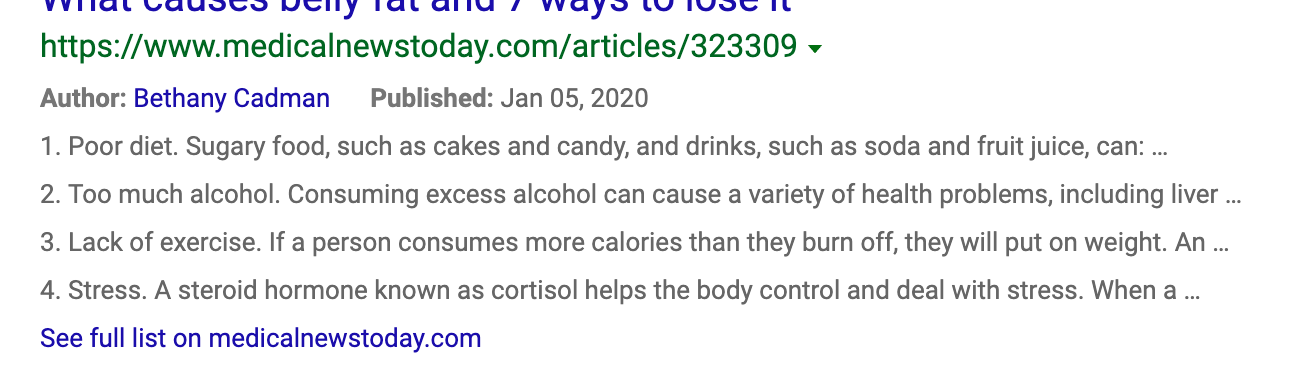 What causes belly fat and 7 ways to lose it
https://www.medicalnewstoday.com/articles/323309
Author: Bethany Cadman Published: Jan 05, 2020
1. Poor diet. Sugary food, such as cakes and candy, and drinks, such as soda and fruit juice, can: ...
2. Too much alcohol. Consuming excess alcohol can cause a variety of health problems, including liver ...
3. Lack of exercise. If a person consumes more calories than they burn off, they will put on weight. An ...
4. Stress. A steroid hormone known as cortisol helps the body control and deal with stress. When a ...
See full list on medicalnewstoday.com